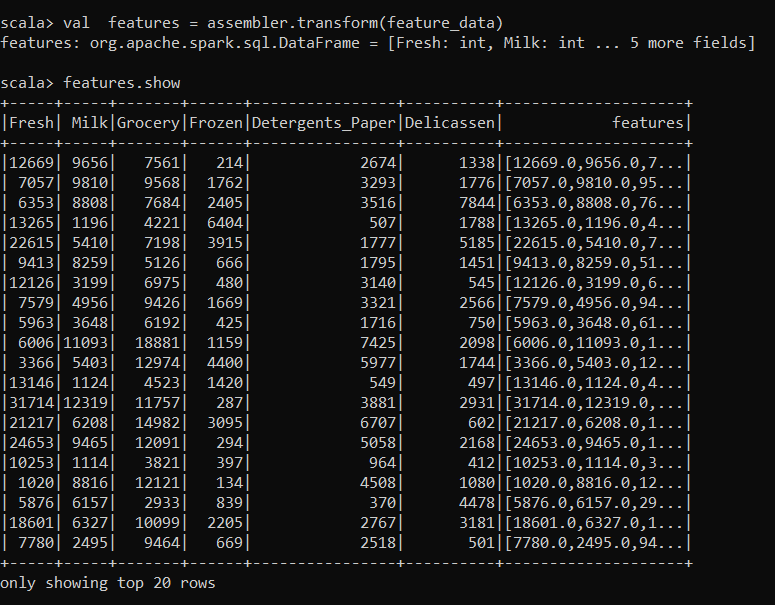 scala> val  features = assembler.transform(feature_data)
features: org.apache.spark.sql.DataFrame = [Fresh: int, Milk: int ... 5 more fields]
scala> features.show
+-----+-----+-------+------+----------------+----------+--------------------+
|Fresh| Milk|Grocery|Frozen|Detergents_Paper|Delicassen|            features|
+-----+-----+-------+------+----------------+----------+--------------------+
|12669| 9656|   7561|   214|            2674|      1338|[12669.0,9656.0,7...|
| 7057| 9810|   9568|  1762|            3293|      1776|[7057.0,9810.0,95...|
| 6353| 8808|   7684|  2405|            3516|      7844|[6353.0,8808.0,76...|
|13265| 1196|   4221|  6404|             507|      1788|[13265.0,1196.0,4...|
|22615| 5410|   7198|  3915|            1777|      5185|[22615.0,5410.0,7...|
| 9413| 8259|   5126|   666|            1795|      1451|[9413.0,8259.0,51...|
|12126| 3199|   6975|   480|            3140|       545|[12126.0,3199.0,6...|
| 7579| 4956|   9426|  1669|            3321|      2566|[7579.0,4956.0,94...|
| 5963| 3648|   6192|   425|            1716|       750|[5963.0,3648.0,61...|
| 6006|11093|  18881|  1159|            7425|      2098|[6006.0,11093.0,1...|
| 3366| 5403|  12974|  4400|            5977|      1744|[3366.0,5403.0,12...|
|13146| 1124|   4523|  1420|             549|       497|[13146.0,1124.0,4...|
|31714|12319|  11757|   287|            3881|      2931|[31714.0,12319.0,...|
|21217| 6208|  14982|  3095|            6707|       602|[21217.0,6208.0,1...|
|24653| 9465|  12091|   294|            5058|      2168|[24653.0,9465.0,1...|
|10253| 1114|   3821|   397|             964|       412|[10253.0,1114.0,3...|
| 1020| 8816|  12121|   134|            4508|      1080|[1020.0,8816.0,12...|
| 5876| 6157|   2933|   839|             370|      4478|[5876.0,6157.0,29...|
|18601| 6327|  10099|  2205|            2767|      3181|[18601.0,6327.0,1...|
| 7780| 2495|   9464|   669|            2518|       501|[7780.0,2495.0,94...|
+-----+-----+-------+------+----------------+----------+--------------------+
only showing top 20 rows